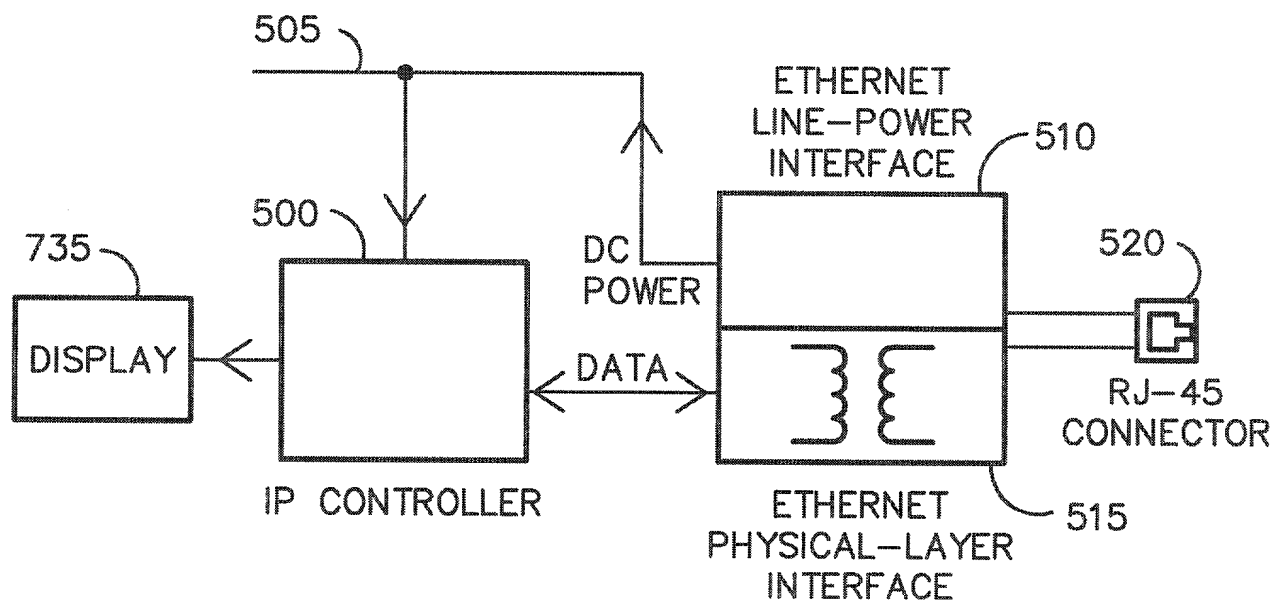 505
ETHERNET
LINE-POWER
INTERFACE
510
500
735
DC
POWER
520
DISPLAY
DATA
RJ-45
CONNECTOR
IP CONTROLLER
ETHERNET
PHYSICAL-LAYER
INTERFACE
515